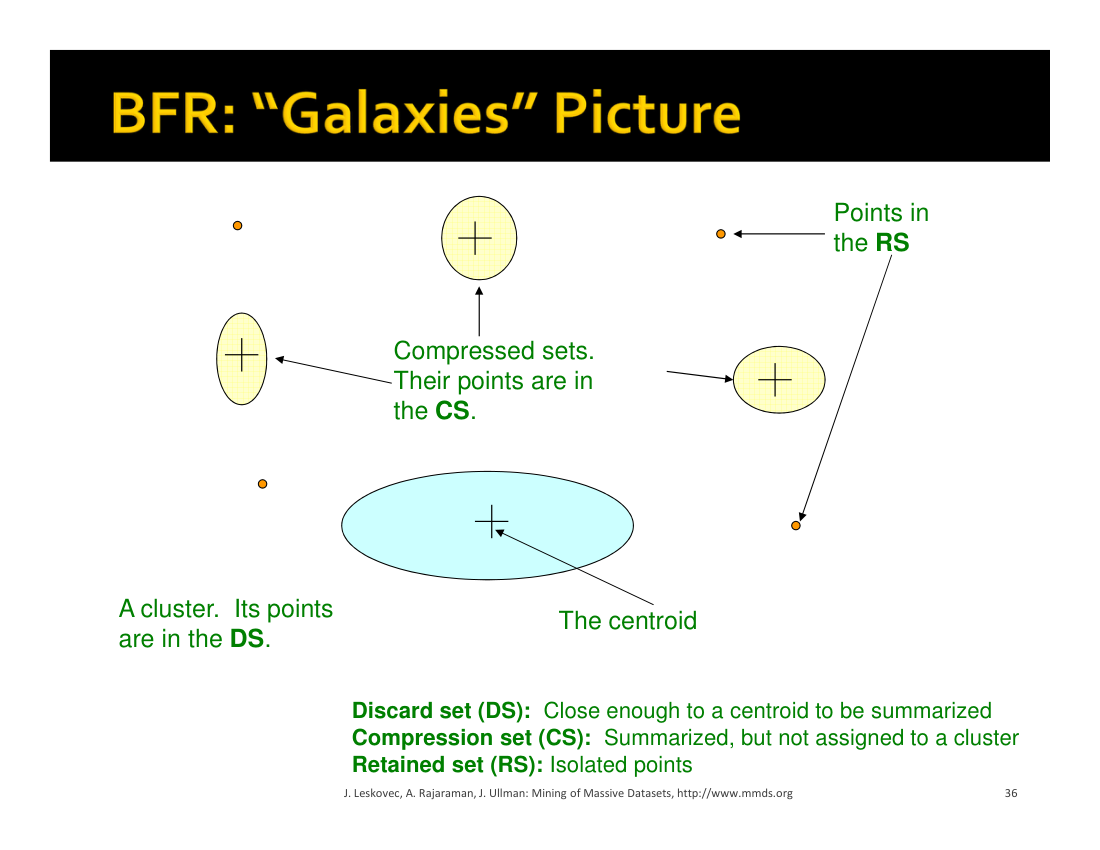 BFR: “Galaxies” Picture
Points in
the RS
Compressed sets.
Their points are in
the CS.
A cluster.  Its points
are in the DS.
The centroid
Discard set (DS):  Close enough to a centroid to be summarized
Compression set (CS):  Summarized, but not assigned to a cluster
Retained set (RS): Isolated points
J. Leskovec, A. Rajaraman, J. Ullman: Mining of Massive Datasets, http://www.mmds.org
36